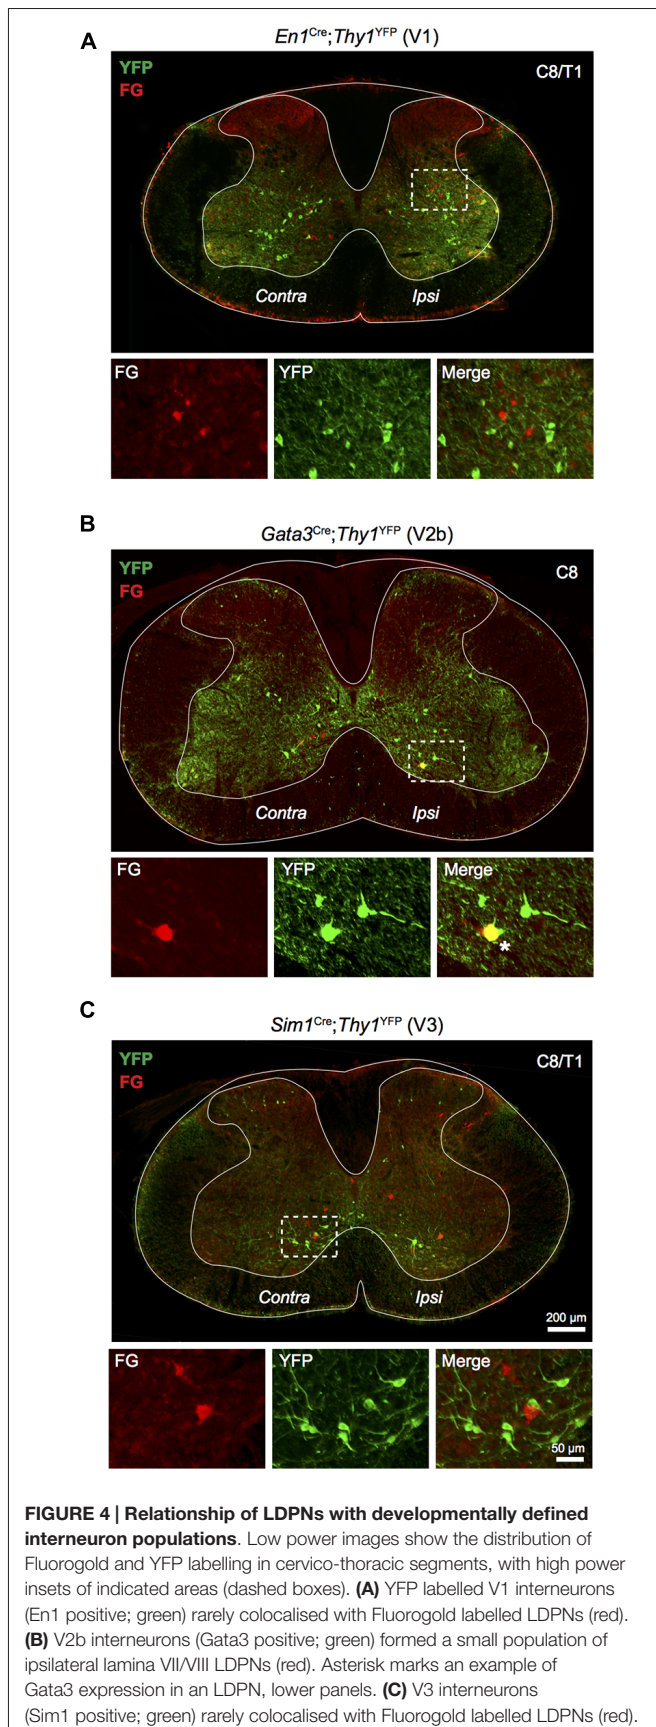 A
En1Cre;Thy1YFP (V1)
YFP
FG
C8/T1
Contra
Ipsi
FG
YFP
Merge
B
Gata3Cre;Thy1YFP (V2b)
YFP
FG
C8
Contra
Ipsi
FG
YFP
Merge
*
C
Sim1Cre;Thy1YFP (V3)
YFP
FG
C8/T1
Contra
Ipsi
200 µm
FG
YFP
Merge
50 µm
FIGURE 4 | Relationship of LDPNs with developmentally defined
interneuron populations. Low power images show the distribution of
Fluorogold and YFP labelling in cervico-thoracic segments, with high power
insets of indicated areas (dashed boxes). (A) YFP labelled V1 interneurons
(En1 positive; green) rarely colocalised with Fluorogold labelled LDPNs (red).
(B) V2b interneurons (Gata3 positive; green) formed a small population of
ipsilateral lamina VII/VIII LDPNs (red). Asterisk marks an example of
Gata3 expression in an LDPN, lower panels. (C) V3 interneurons
(Sim1 positive; green) rarely colocalised with Fluorogold labelled LDPNs (red).